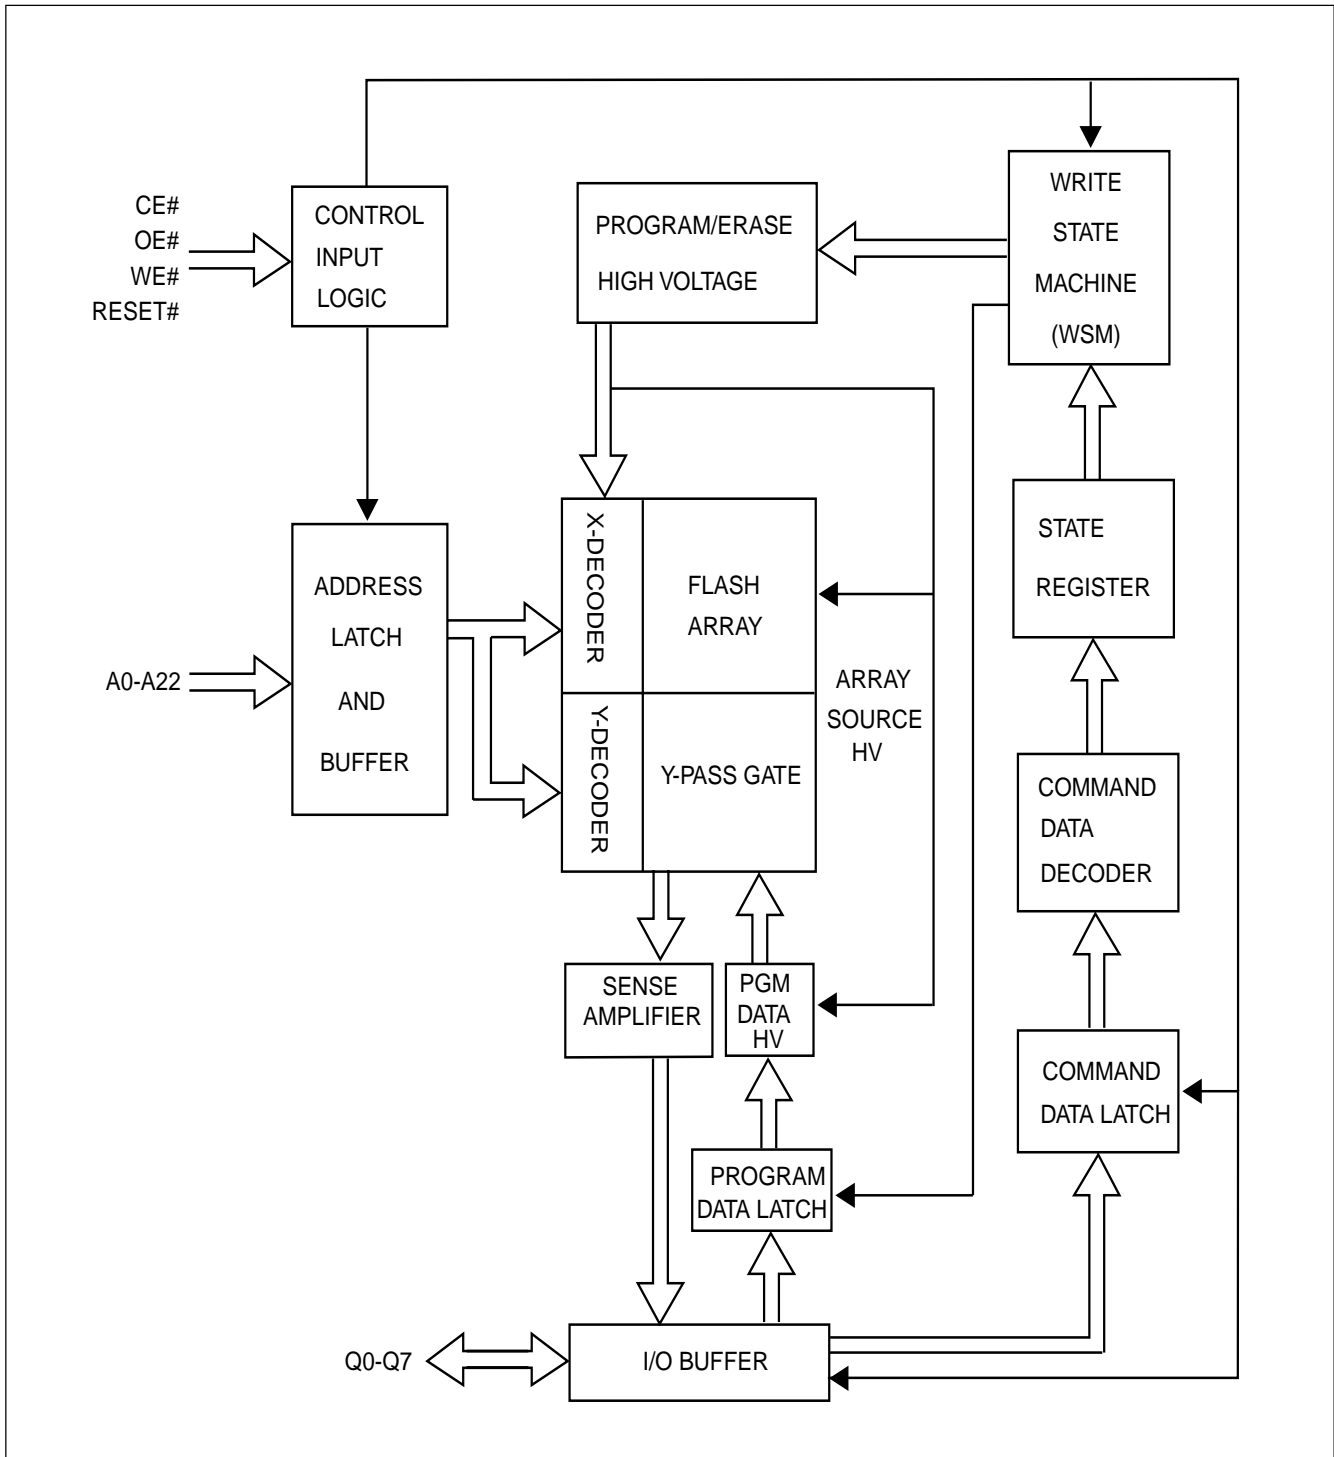 CE#
OE#
WE#
RESET#
CONTROL
INPUT
LOGIC
PROGRAM/ERASE
HIGH VOLTAGE
WRITE
STATE
MACHINE
(WSM)
STATE
REGISTER
X-DECODER
FLASH
ARRAY
ADDRESS
LATCH
AND
BUFFER
A0-A22
Y-DECODER
Y-PASS GATE
ARRAY
SOURCE
HV
COMMAND
DATA
DECODER
SENSE
AMPLIFIER
PGM
DATA
HV
COMMAND
DATA LATCH
PROGRAM
DATA LATCH
Q0-Q7
I/O BUFFER